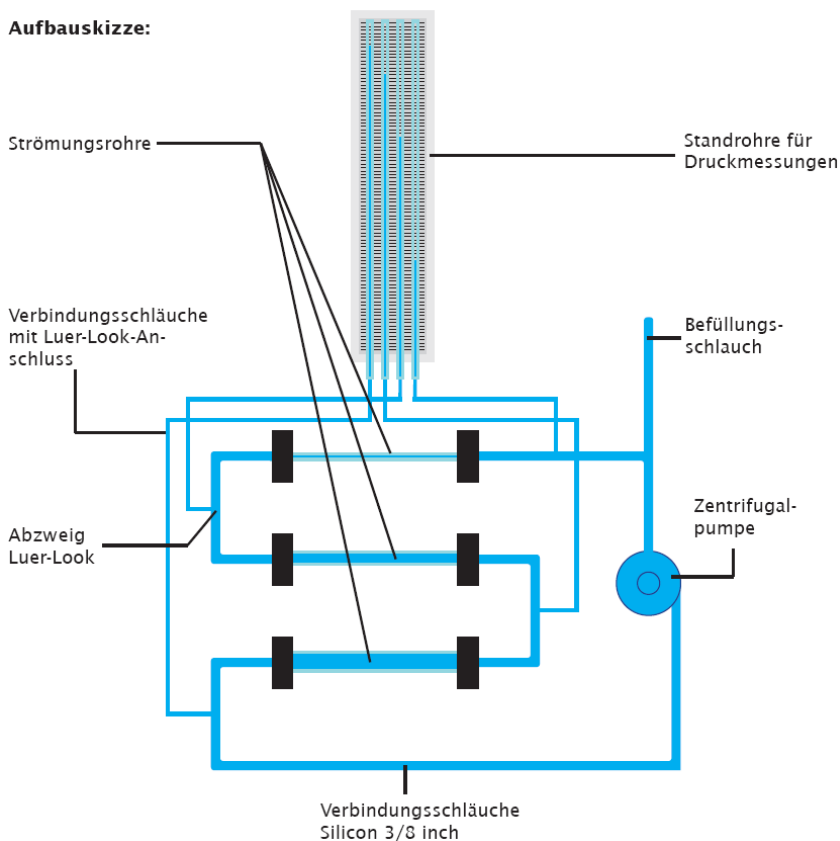 Aufbauskizze:
Strömungsrohre
Standrohre für
Druckmessungen
Verbindungsschläuche
mit Luer-Look-An-
schluss
Befüllungs-
schlauch
Abzweig
Luer-Look
Zentrifugal-
pumpe
Verbindungsschläuche
Silicon 3/8 inch